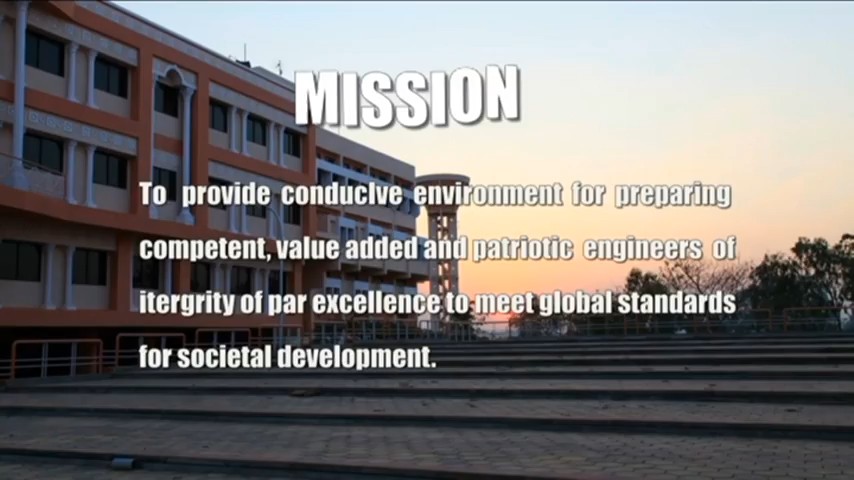 MISSION
To provide conduclve environment for preparing
competent, value added and patriotic engineers of
itergrity of par excellence to meet global standards
for societal development.